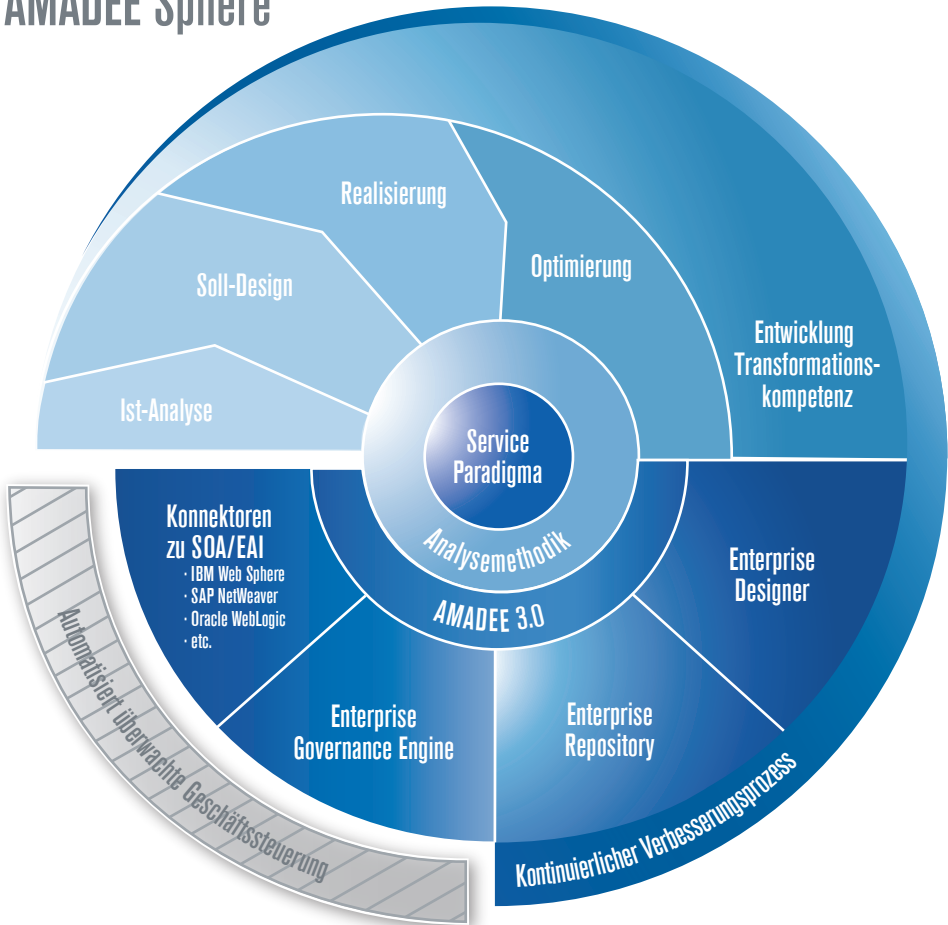 AMADEE Sphere
Realisierung
Optimierung
Soll-Design
Ist-Analyse
Entwicklung
Transformations-
kompetenz
Service
Paradigma
Analysemethodik
AMADEE 3.0
Konnektoren
zu SOA/EAI
· IBM Web Sphere
· SAP NetWeaver
· Oracle WebLogic
· etc.
Enterprise
Designer
Enterprise
Governance Engine
Enterprise
Repository
Automatisiert überwachte Geschäftssteuerung
Kontinuierlicher Verbesserungsprozess